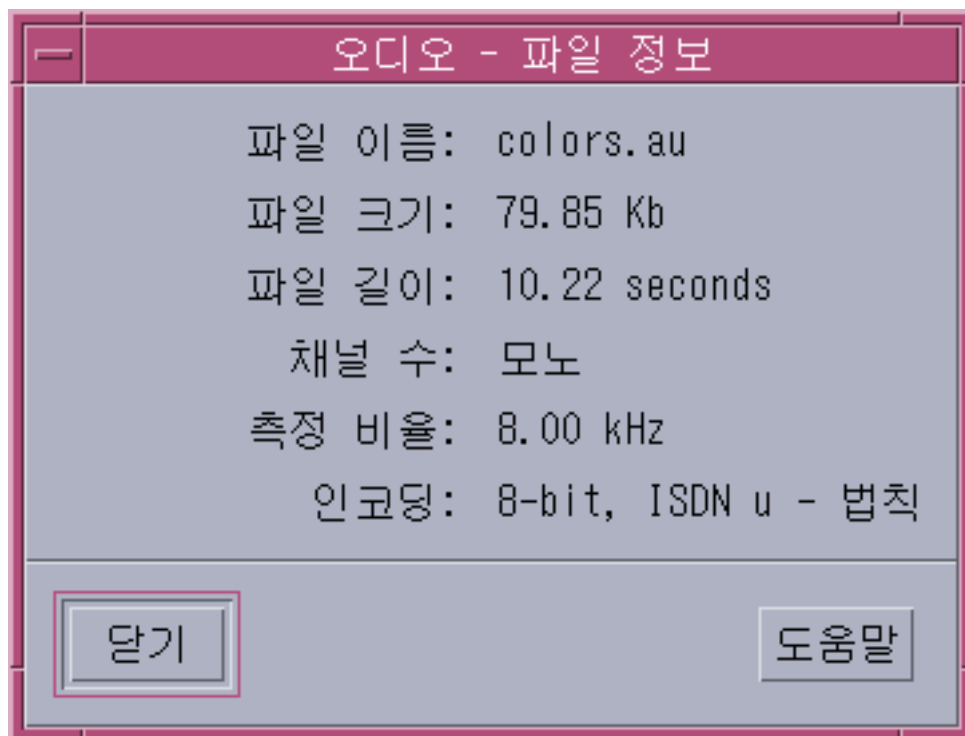 오디오 - 파일 정보
파일 이름: colors.au
파일 크기: 79.85 Kb
파일 길이: 10.22 seconds
채널 수: 모노
측정 비율: 8.00 kHz
인코딩: 8-bit, ISDN u - 법칙
닫기 도움말